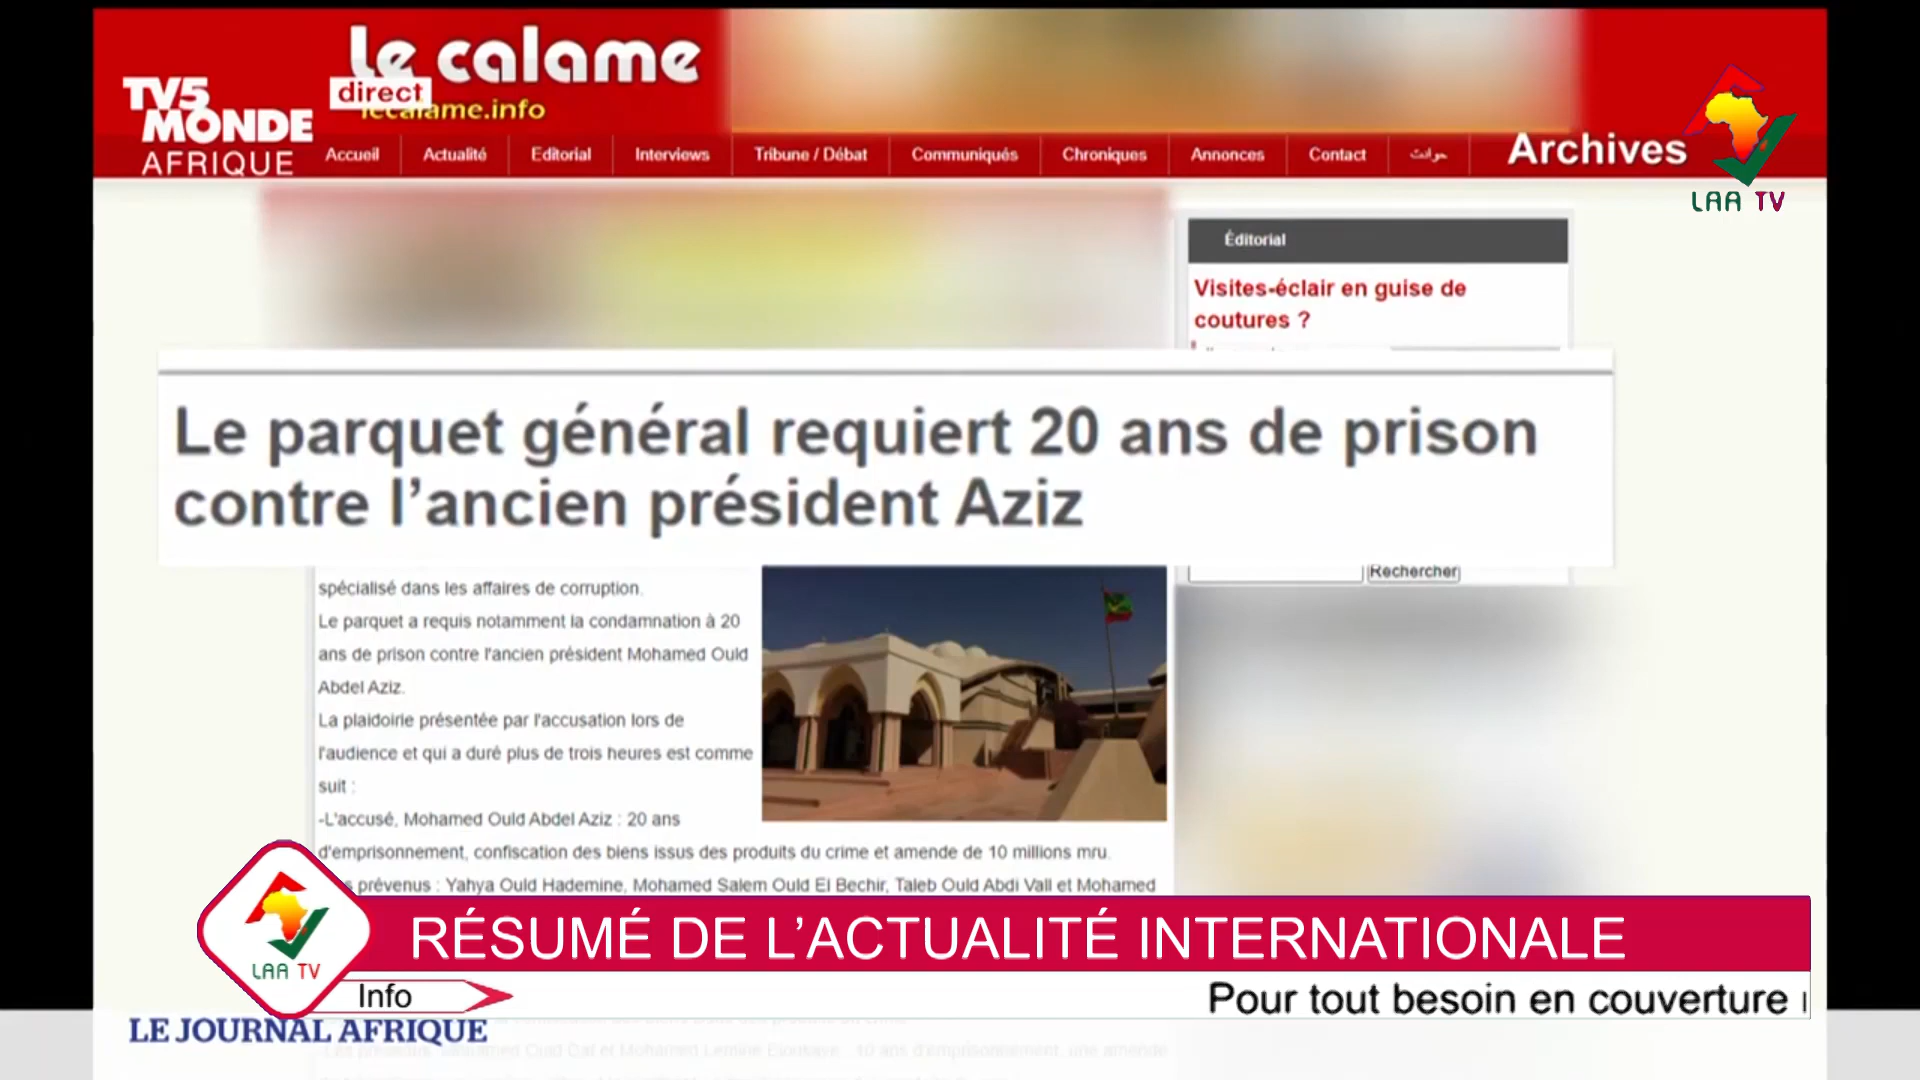 Le calame
lecalame.info
TV5
MONDE
AFRIQUE
direct
Accueil Actualité Editorial Interviews Tribune / Débat Communiqués Chroniques Annonces Contact حوادث
Archives
LAA TV
Éditorial
Visites-éclair en guise de
coutures ?
Le parquet général requiert 20 ans de prison
contre l’ancien président Aziz
Rechercher
spécialisé dans les affaires de corruption.
Le parquet a requis notamment la condamnation à 20
ans de prison contre l'ancien président Mohamed Ould
Abdel Aziz.
La plaidoirie présentée par l'accusation lors de
l'audience et qui a duré plus de trois heures est comme
suit :
-L'accusé, Mohamed Ould Abdel Aziz : 20 ans
d'emprisonnement, confiscation des biens issus des produits du crime et amende de 10 millions mru.
prévenus : Yahya Ould Hademine, Mohamed Salem Ould El Bechir, Taleb Ould Abdi Vall et Mohamed
RÉSUMÉ DE L’ACTUALITÉ INTERNATIONALE
LAA TV
Info
Pour tout besoin en couverture
LE JOURNAL AFRIQUE